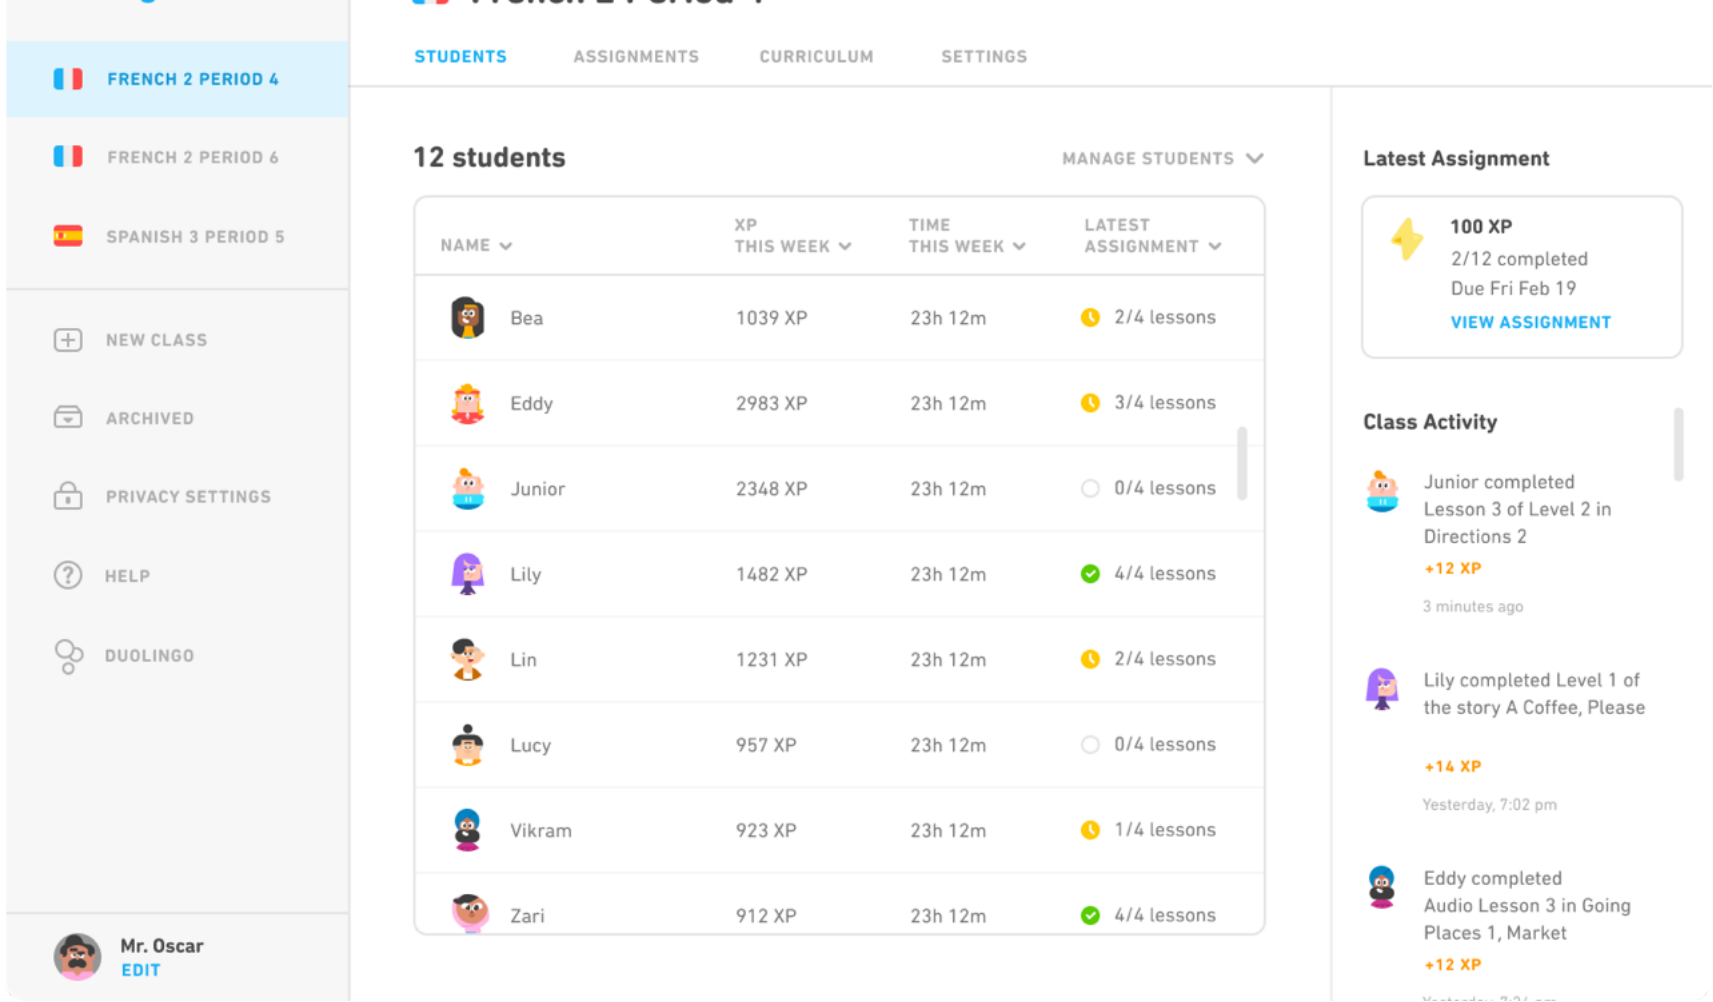 French 2 Period 4
FRENCH 2 PERIOD 4
FRENCH 2 PERIOD 6
SPANISH 3 PERIOD 5
NEW CLASS
ARCHIVED
PRIVACY SETTINGS
HELP
DUOLINGO
Mr. Oscar
EDIT
STUDENTS ASSIGNMENTS CURRICULUM SETTINGS
12 students
MANAGE STUDENTS
NAME XP THIS WEEK TIME THIS WEEK LATEST ASSIGNMENT
Bea 1039 XP 23h 12m 2/4 lessons
Eddy 2983 XP 23h 12m 3/4 lessons
Junior 2348 XP 23h 12m 0/4 lessons
Lily 1482 XP 23h 12m 4/4 lessons
Lin 1231 XP 23h 12m 2/4 lessons
Lucy 957 XP 23h 12m 0/4 lessons
Vikram 923 XP 23h 12m 1/4 lessons
Zari 912 XP 23h 12m 4/4 lessons
Latest Assignment
100 XP
2/12 completed
Due Fri Feb 19
VIEW ASSIGNMENT
Class Activity
Junior completed
Lesson 3 of Level 2 in
Directions 2
+12 XP
3 minutes ago
Lily completed Level 1 of
the story A Coffee, Please
+14 XP
Yesterday, 7:02 pm
Eddy completed
Audio Lesson 3 in Going
Places 1, Market
+12 XP